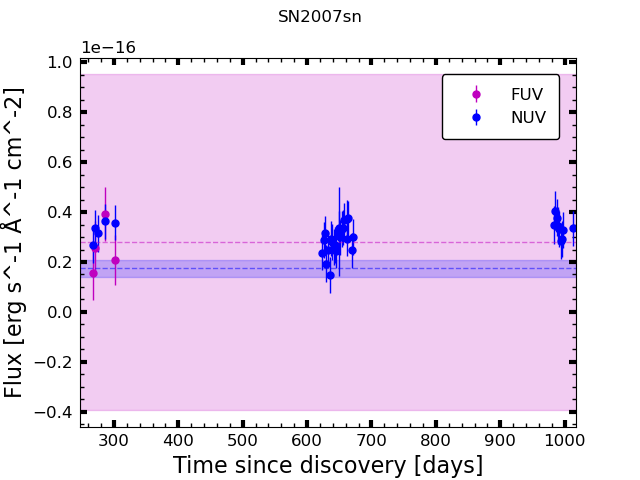 SN2007sn
1e−16
1.0
0.8
0.6
0.4
0.2
0.0
−0.2
−0.4
Flux [erg s^-1 Å^-1 cm^-2]
FUV
NUV
300 400 500 600 700 800 900 1000
Time since discovery [days]